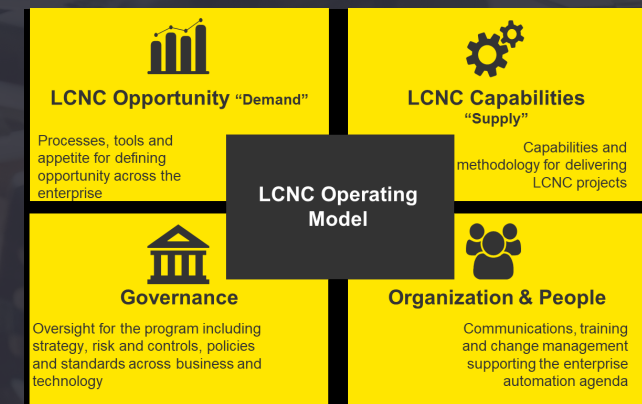 LCNC Opportunity “Demand”
Processes, tools and
appetite for defining
opportunity across the
enterprise
LCNC Capabilities
“Supply”
Capabilities and
methodology for delivering
LCNC projects
LCNC Operating
Model
Governance
Oversight for the program including
strategy, risk and controls, policies
and standards across business and
technology
Organization & People
Communications, training
and change management
supporting the enterprise
automation agenda